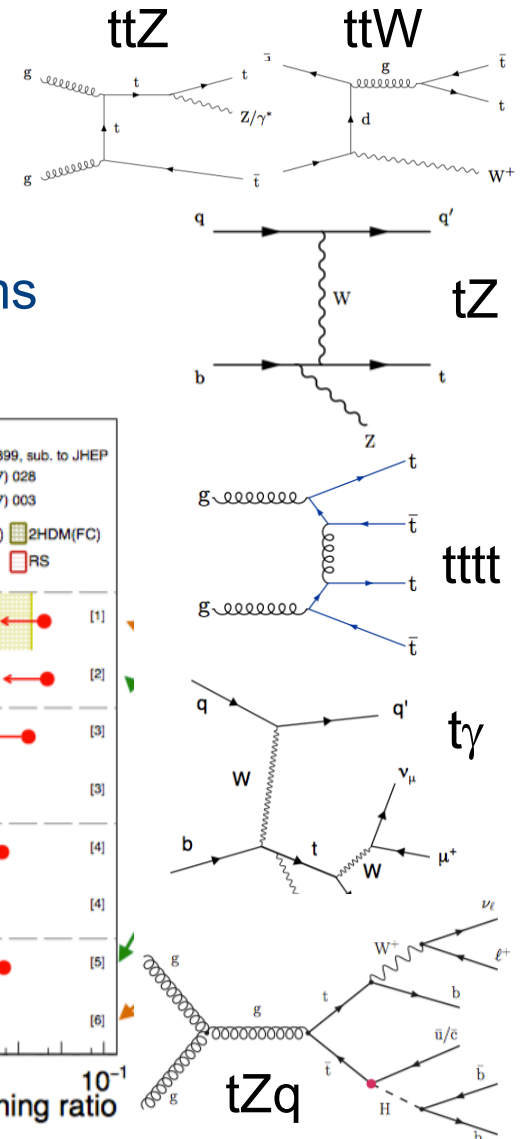 ttZ ttW
g t t Z/γ* t g t̄
g t̄ t d W+
q q′
ns
W tZ
b t
Z
399, sub. to JHEP
7) 028
7) 003
) 2HDM(FC)
RS
g t t̄
tttt
g t t̄
[1]
[2]
[3]
[3]
[4]
[4]
[5]
[6]
q q'
tγ
W νμ
b t W μ+
g g W+ νℓ ℓ+
t b
t̄ ū/c̄
g H b̄ b
tZq
10-1
ning ratio